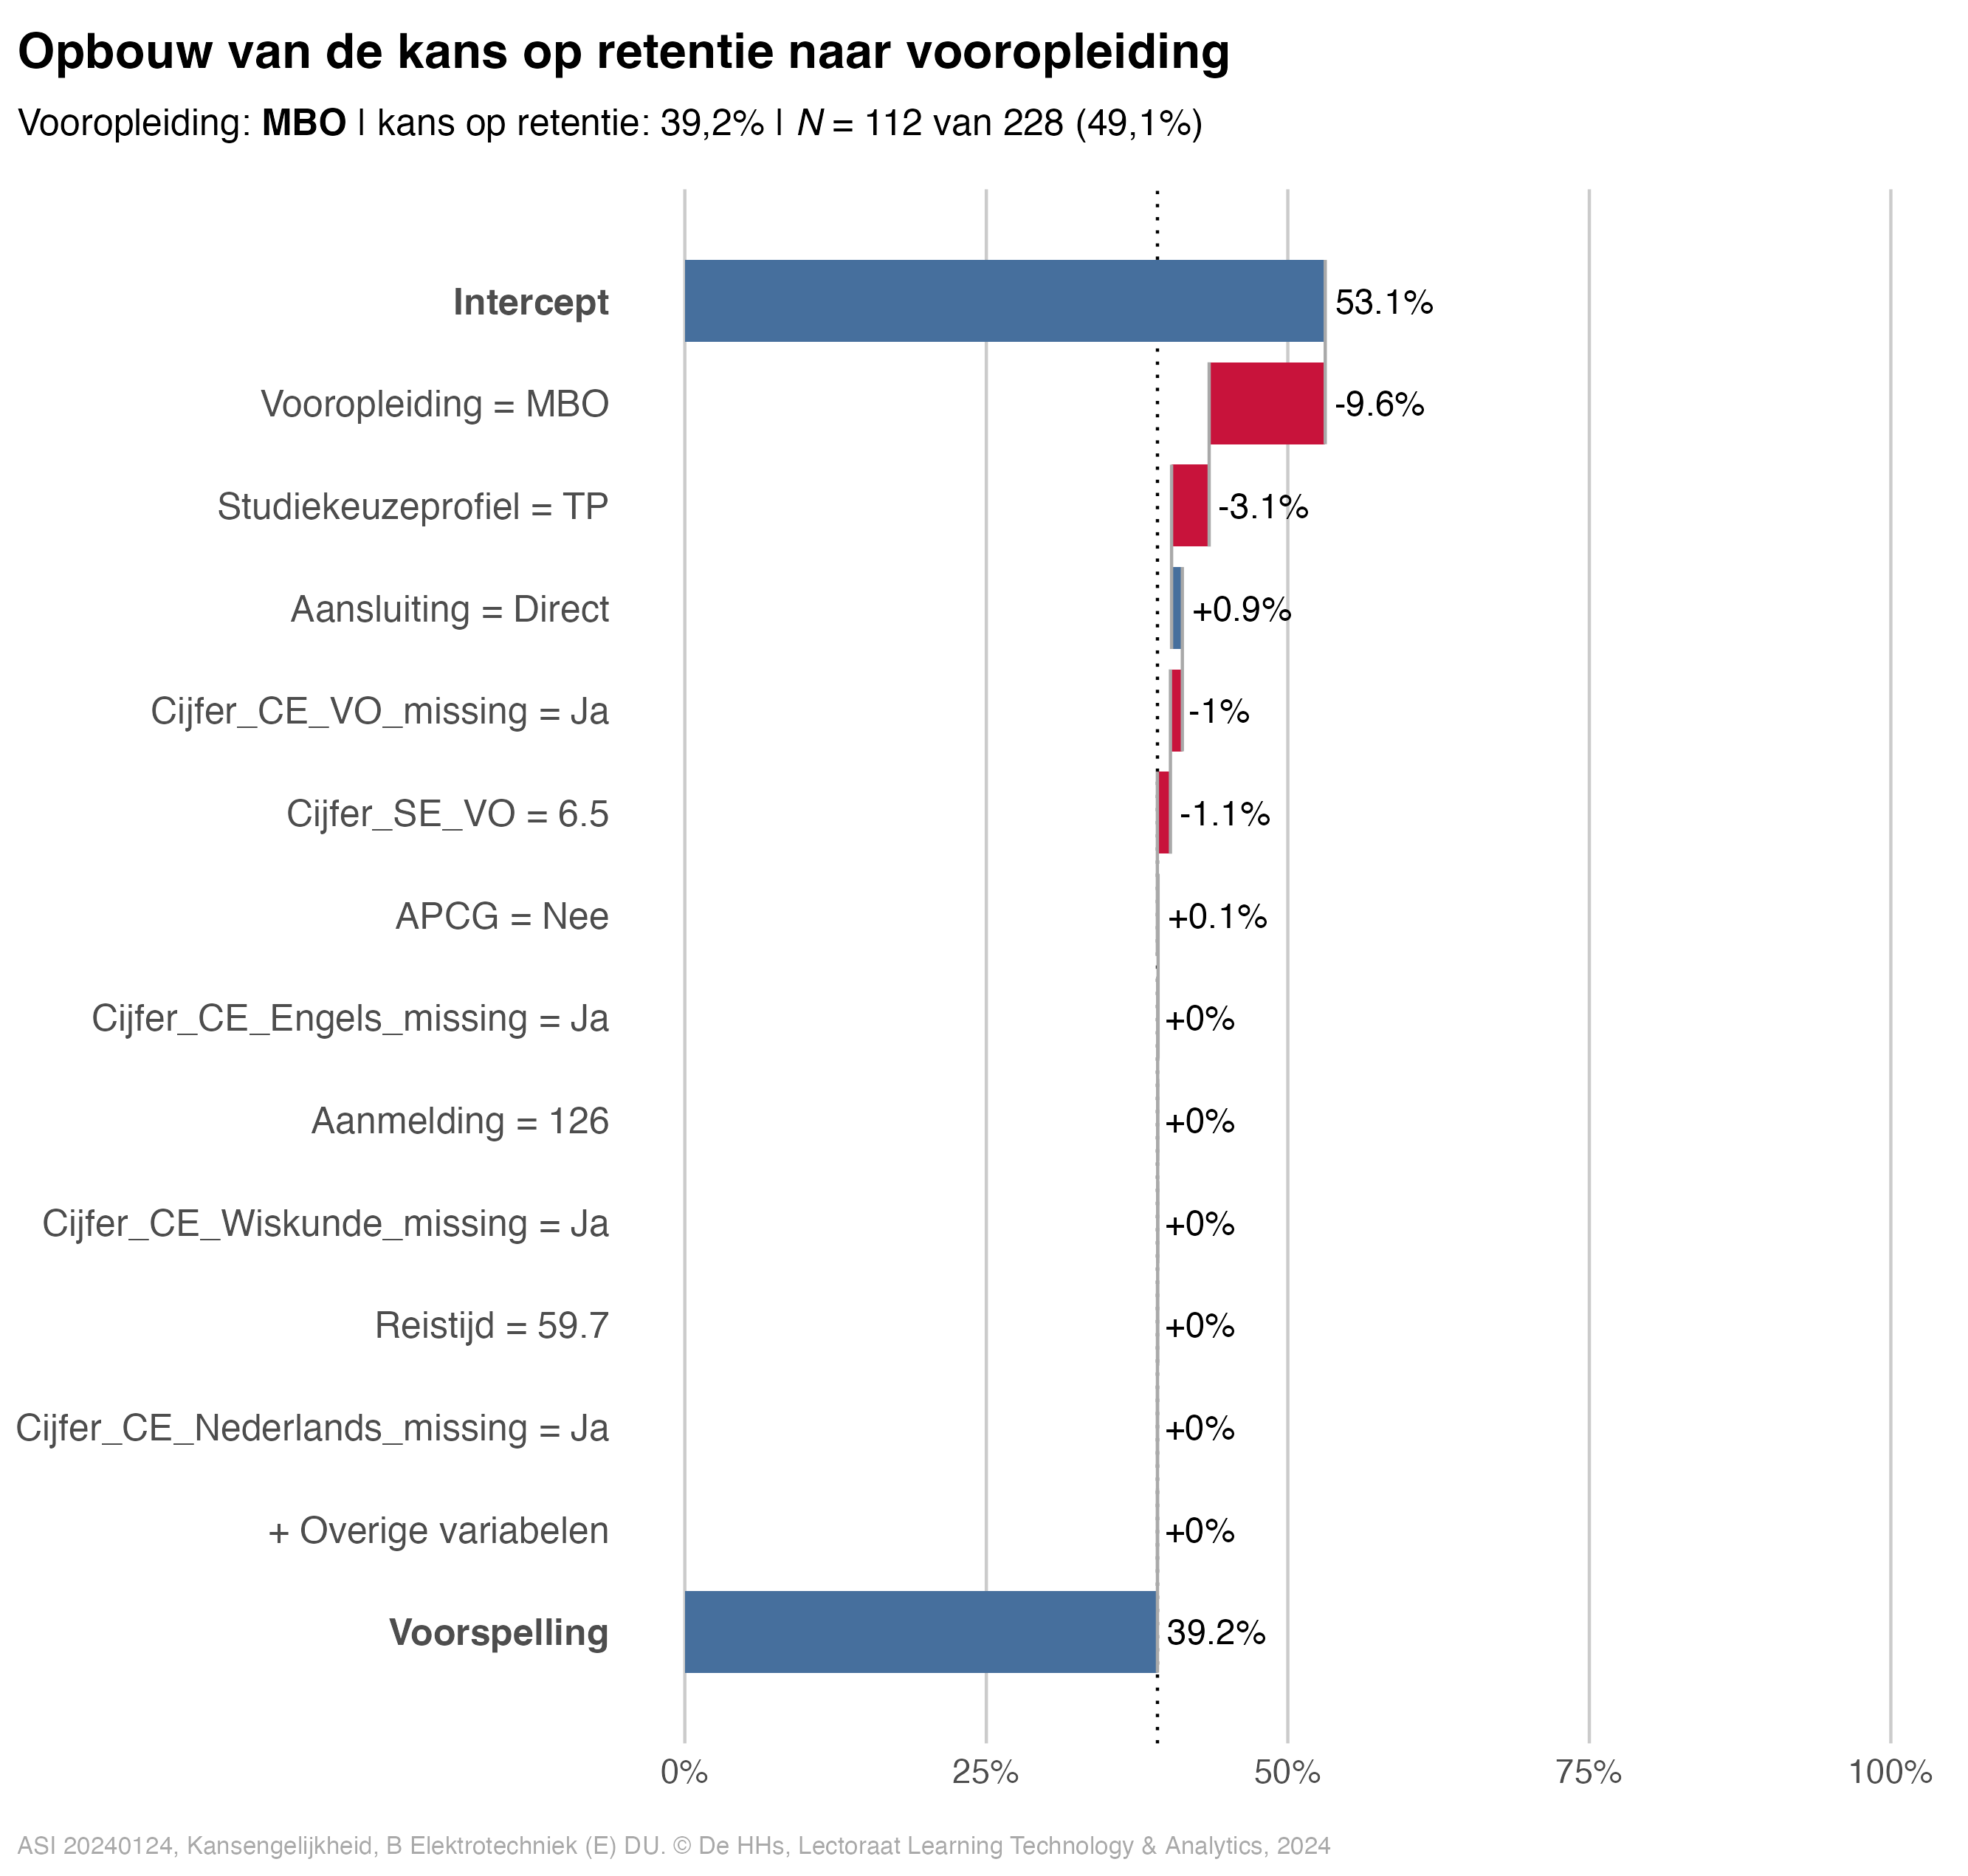 Opbouw van de kans op retentie naar vooropleiding
Vooropleiding: MBO | kans op retentie: 39,2% | N = 112 van 228 (49,1%)
Intercept 53.1%
Vooropleiding = MBO -9.6%
Studiekeuzeprofiel = TP -3.1%
Aansluiting = Direct +0.9%
Cijfer_CE_VO_missing = Ja -1%
Cijfer_SE_VO = 6.5 -1.1%
APCG = Nee +0.1%
Cijfer_CE_Engels_missing = Ja +0%
Aanmelding = 126 +0%
Cijfer_CE_Wiskunde_missing = Ja +0%
Reistijd = 59.7 +0%
Cijfer_CE_Nederlands_missing = Ja +0%
+ Overige variabelen +0%
Voorspelling 39.2%
0% 25% 50% 75% 100%
ASI 20240124, Kansengelijkheid, B Elektrotechniek (E) DU. © De HHs, Lectoraat Learning Technology & Analytics, 2024